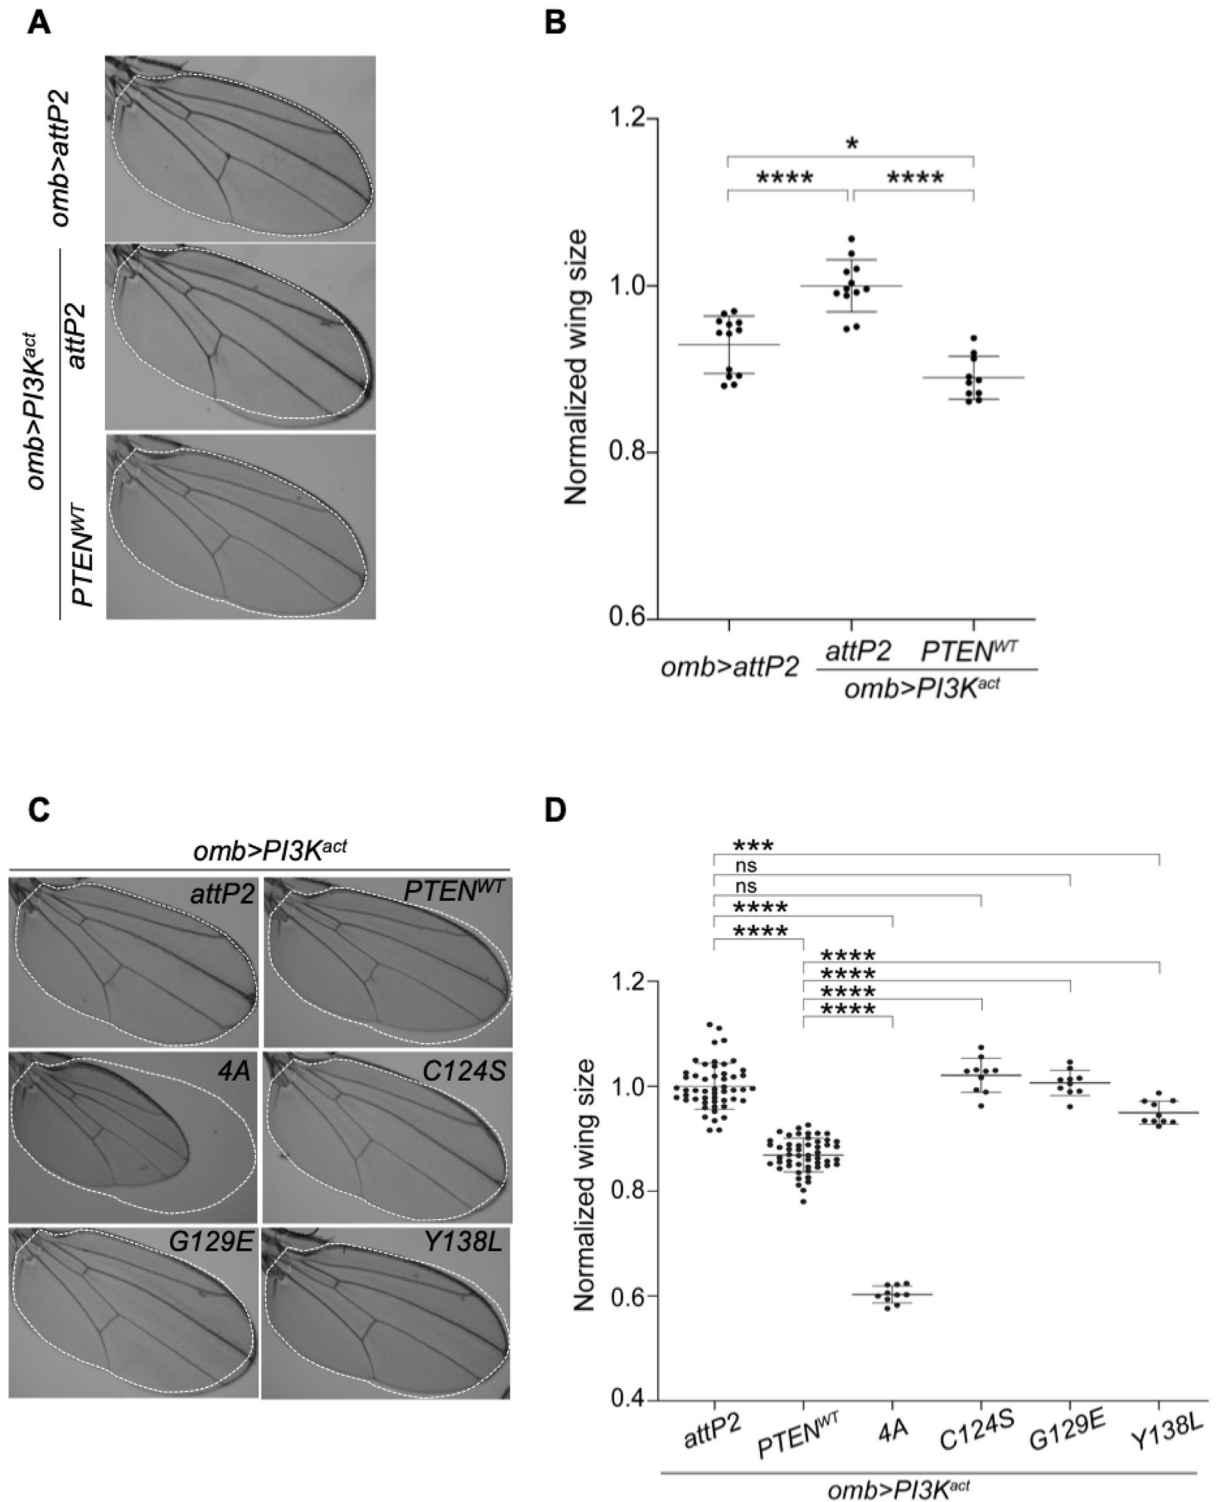 A
omb>attP2
omb>PI3Kact
attP2
PTENWT
B
Normalized wing size
1.2
1.0
0.8
0.6
*
**** ****
omb>attP2
attP2 PTENWT
omb>PI3Kact
C
omb>PI3Kact
attP2 PTENWT
4A C124S
G129E Y138L
D
Normalized wing size
***
ns
ns
****
****
****
****
****
****
1.2
1.0
0.8
0.6
0.4
attP2 PTENWT 4A C124S G129E Y138L
omb>PI3Kact